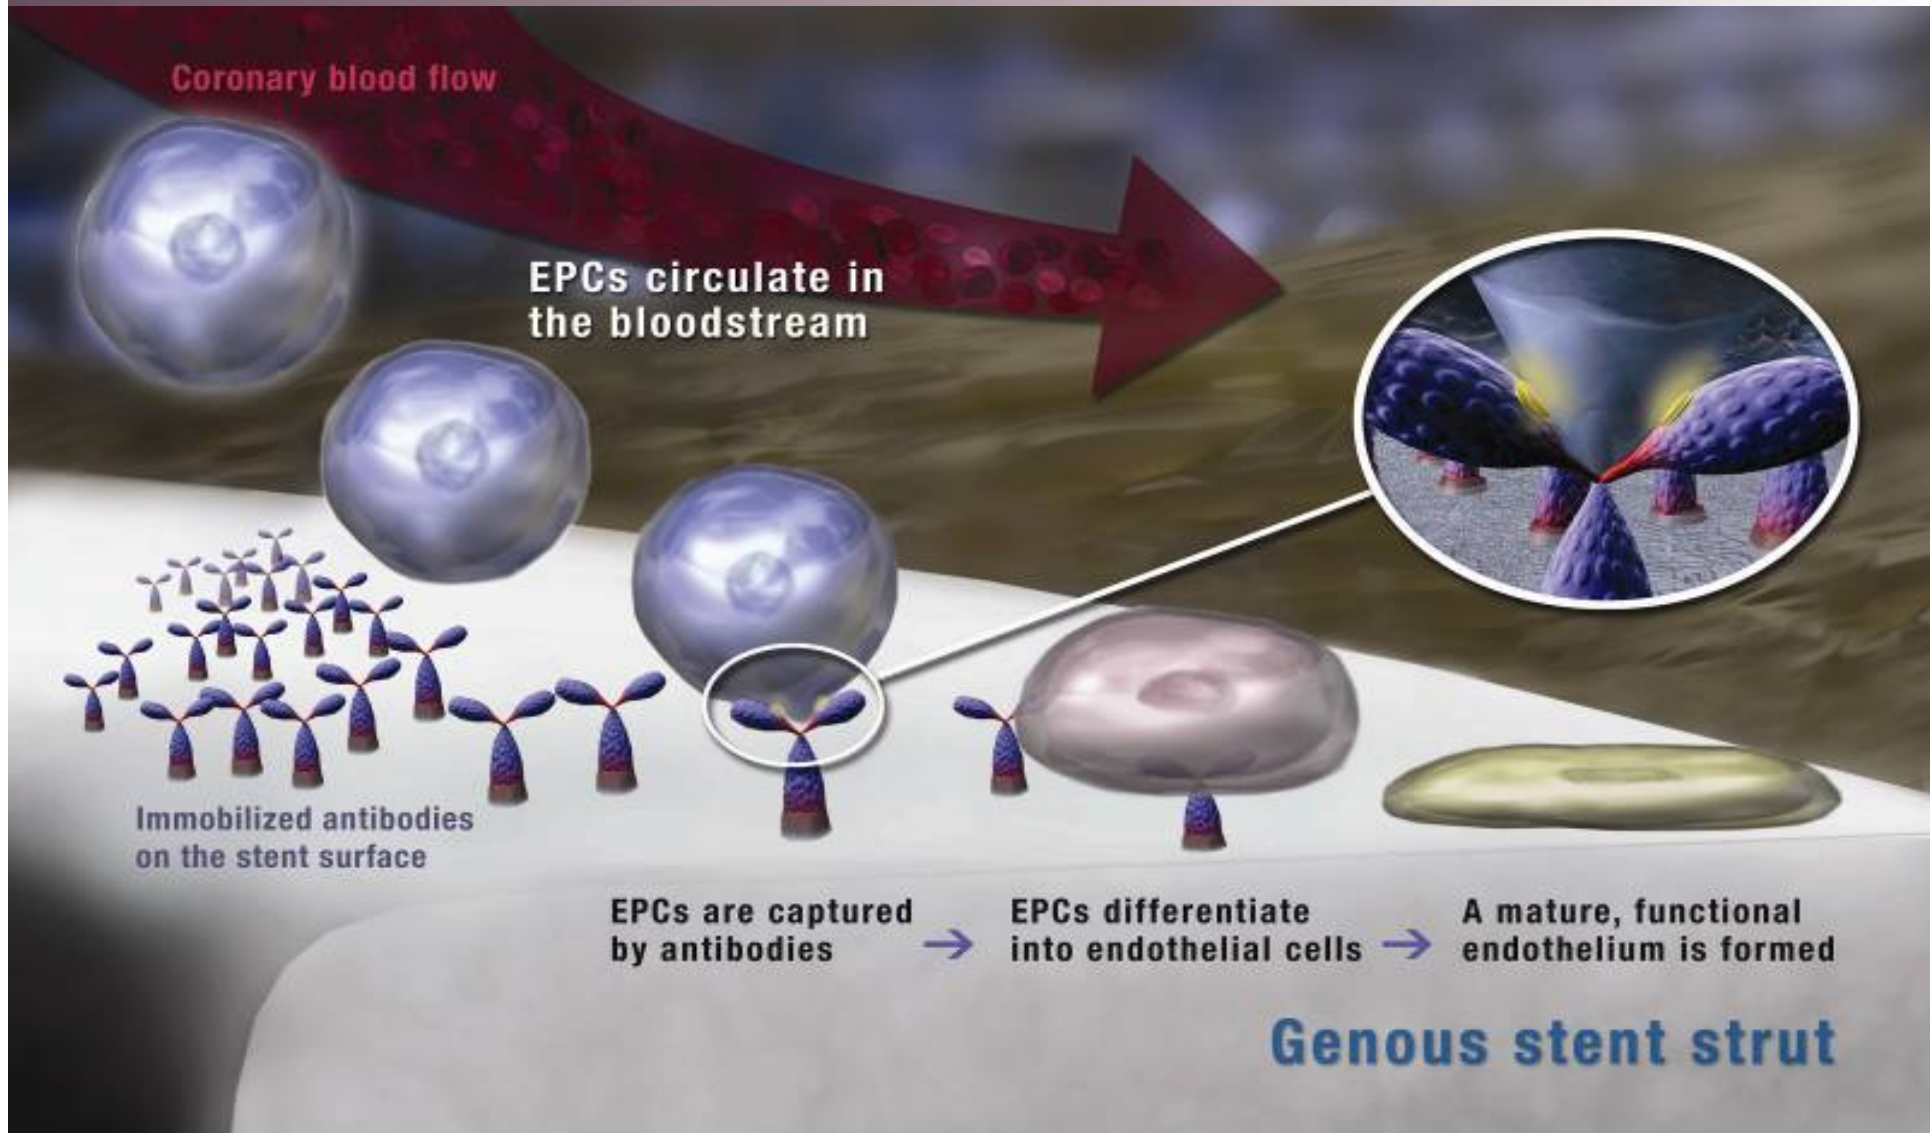 Coronary blood flow
EPCs circulate in
the bloodstream
Immobilized antibodies
on the stent surface
EPCs are captured
by antibodies
EPCs differentiate
into endothelial cells
A mature, functional
endothelium is formed
Genous stent strut